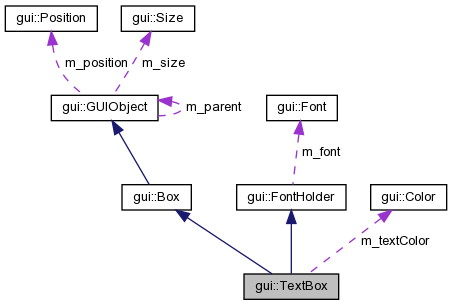 gui::Position
gui::Size
m_position
m_size
gui::GUIObject
m_parent
gui::Font
m_font
gui::Box
gui::FontHolder
gui::Color
m_textColor
gui::TextBox